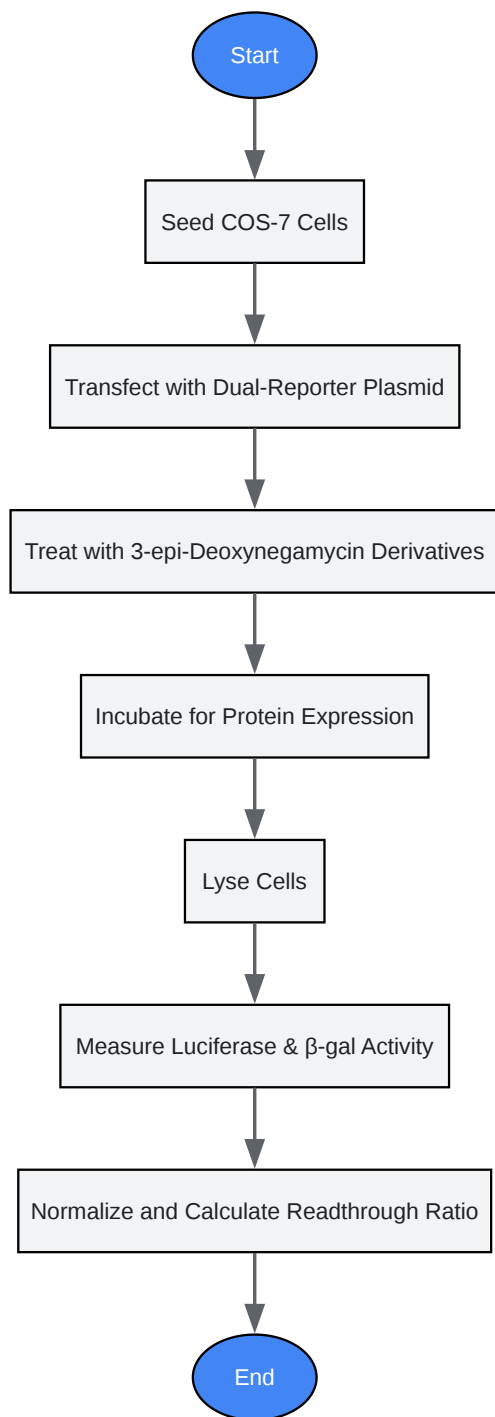 Start
Seed COS-7 Cells
Transfect with Dual-Reporter Plasmid
Treat with 3-epi-Deoxynegamycin Derivatives
Incubate for Protein Expression
Lyse Cells
Measure Luciferase & β-gal Activity
Normalize and Calculate Readthrough Ratio
End